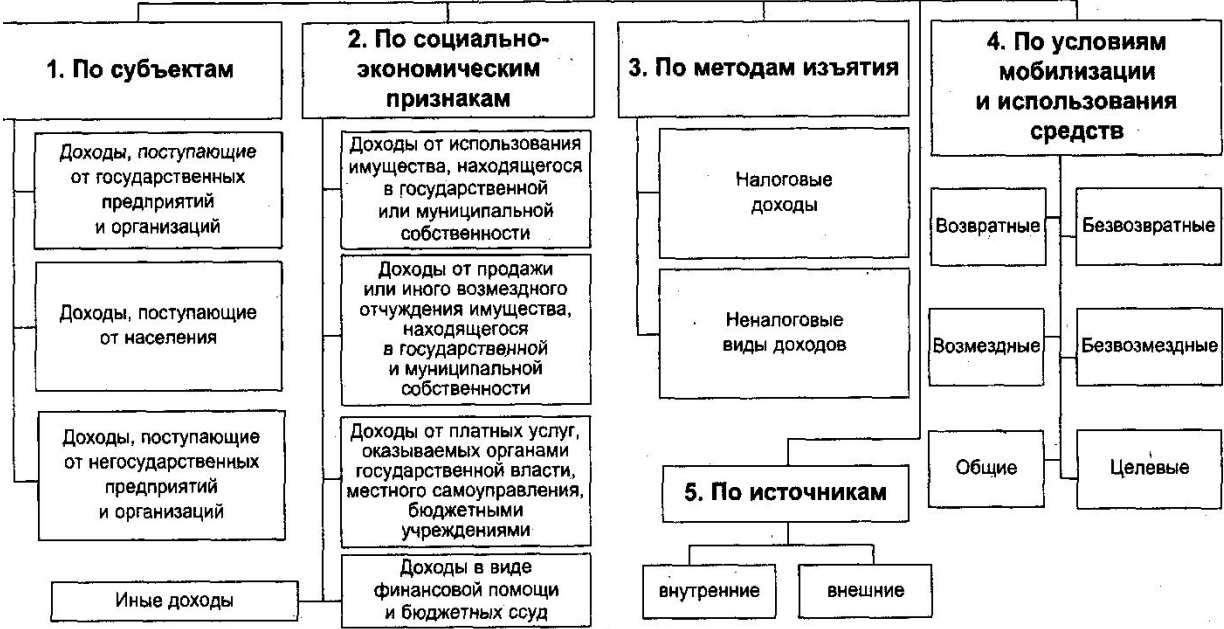 1. По субъектам
Доходы, поступающие
от государственных
предприятий
и организаций
Доходы, поступающие
от населения
Доходы, поступающие
от негосударственных
предприятий
и организаций
2. По социально-
экономическим
признакам
Доходы от использования
имущества, находящегося
в государственной
или муниципальной
собственности
Доходы от продажи
или иного возмездного
отчуждения имущества,
находящегося
в государственной
и муниципальной
собственности
Доходы от платных услуг,
оказываемых органами
государственной власти,
местного самоуправления,
бюджетными
учреждениями
Доходы в виде
финансовой помощи
и бюджетных ссуд
Иные доходы
3. По методам изъятия
Налоговые
доходы
Неналоговые
виды доходов
4. По условиям
мобилизации
и использования
средств
Возвратные
Безвозвратные
Возмездные
Безвозмездные
Общие
Целевые
5. По источникам
внутренние
внешние